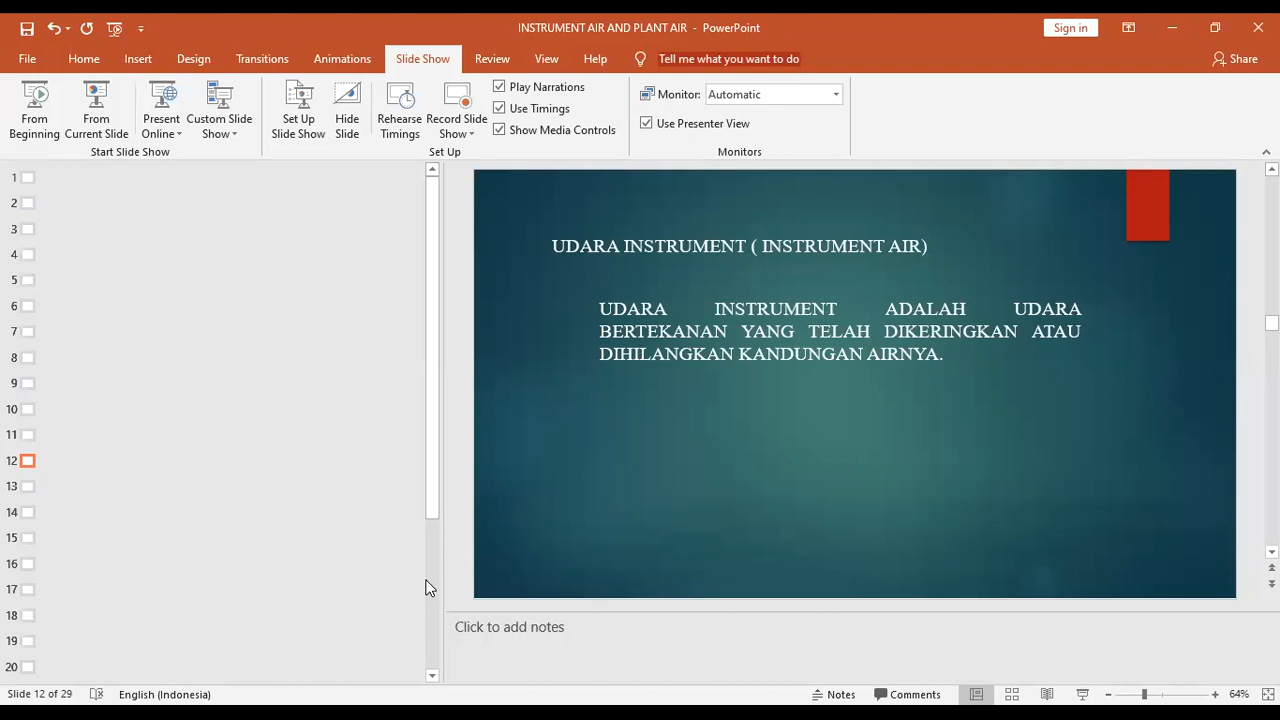 INSTRUMENT AIR AND PLANT AIR - PowerPoint
Sign in
File Home Insert Design Transitions Animations Slide Show Review View Help Tell me what you want to do Share
From Beginning
From Current Slide
Present Online
Custom Slide Show
Start Slide Show
Set Up Slide Show
Hide Slide
Rehearse Timings
Record Slide Show
Play Narrations
Use Timings
Show Media Controls
Set Up
Monitor: Automatic
Use Presenter View
Monitors
1
2
3
4
5
6
7
8
9
10
11
12
13
14
15
16
17
18
19
20
UDARA INSTRUMENT ( INSTRUMENT AIR)
UDARA INSTRUMENT ADALAH UDARA
BERTEKANAN YANG TELAH DIKERINGKAN ATAU
DIHILANGKAN KANDUNGAN AIRNYA.
Click to add notes
Slide 12 of 29 English (Indonesia) Notes Comments 64%